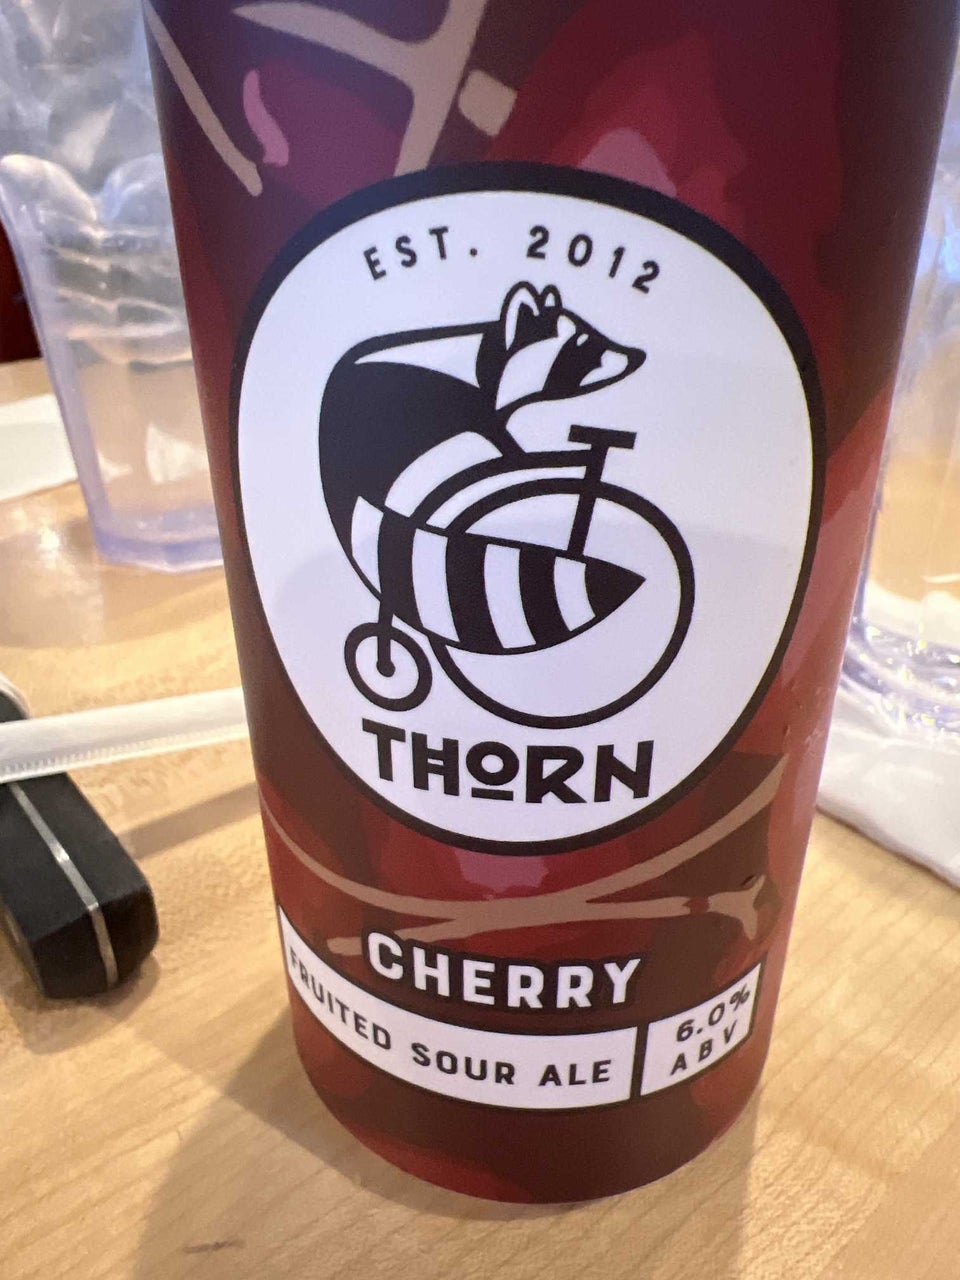 EST. 2012
THORN
CHERRY
FRUITED SOUR ALE
6.0%
ABV